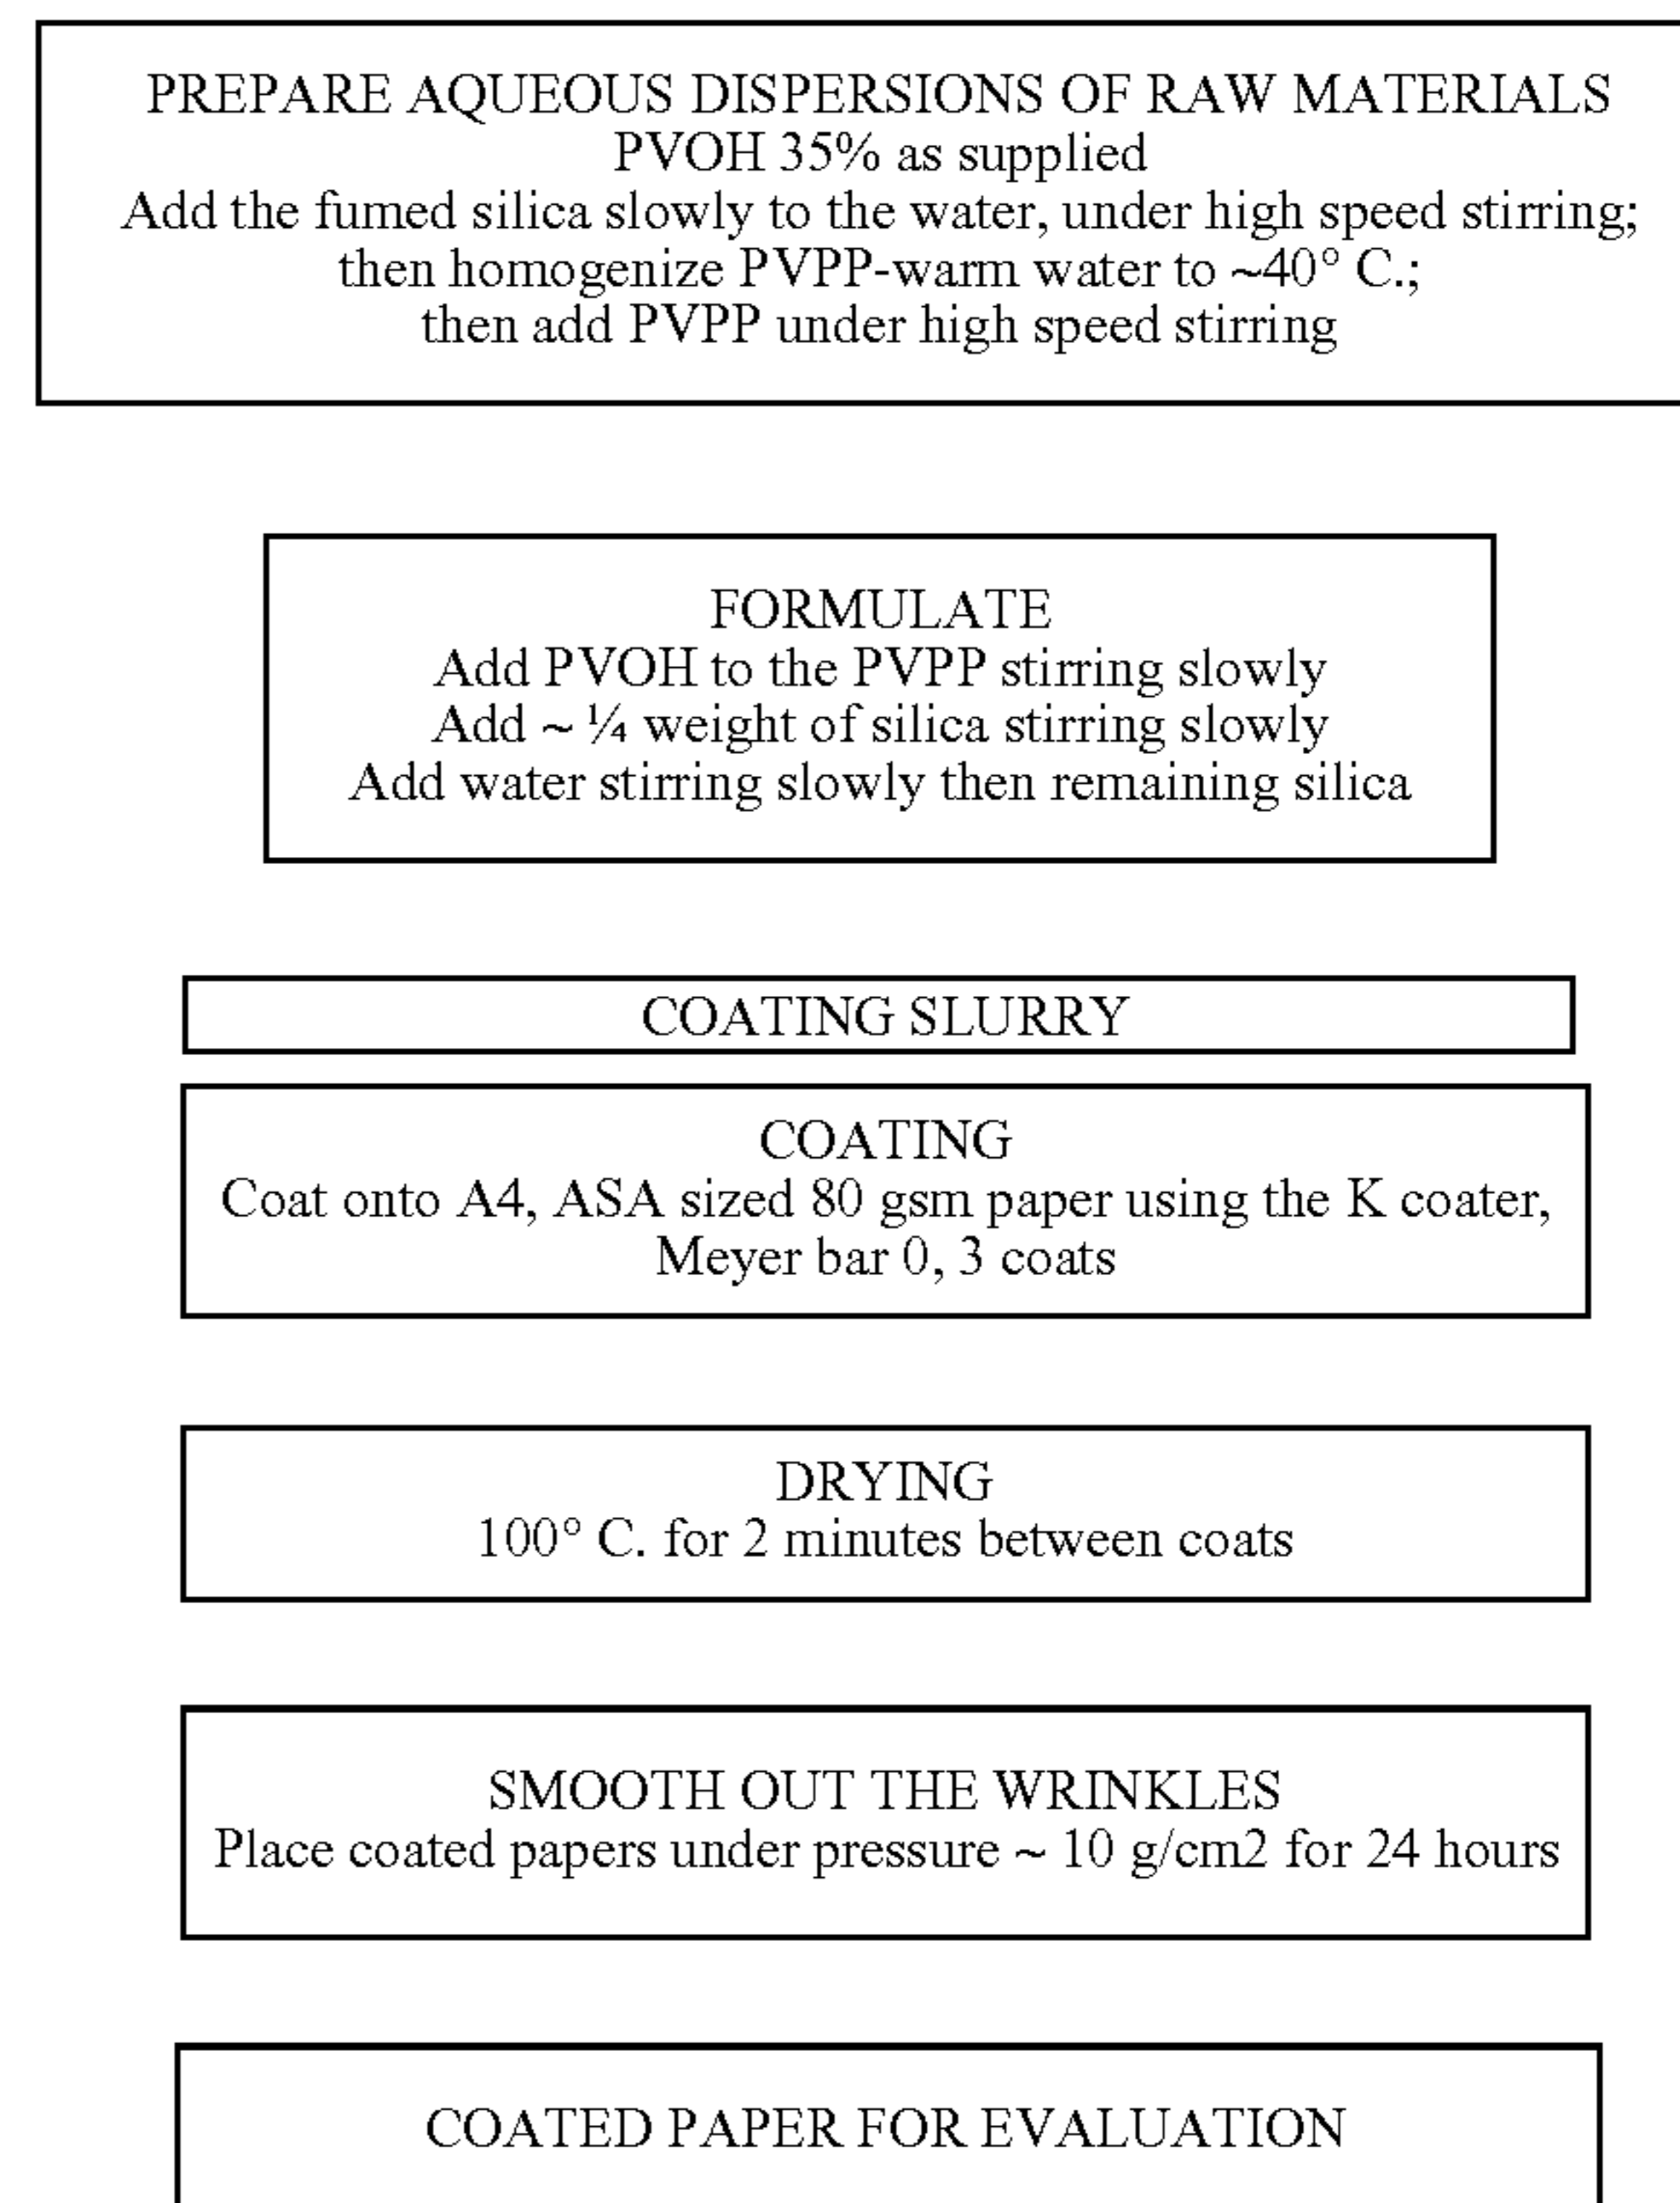 PREPARE AQUEOUS DISPERSIONS OF RAW MATERIALS
PVOH 35% as supplied
Add the fumed silica slowly to the water, under high speed stirring;
then homogenize PVPP-warm water to ~40° C.;
then add PVPP under high speed stirring
FORMULATE
Add PVOH to the PVPP stirring slowly
Add ~ ¼ weight of silica stirring slowly
Add water stirring slowly then remaining silica
COATING SLURRY
COATING
Coat onto A4, ASA sized 80 gsm paper using the K coater,
Meyer bar 0, 3 coats
DRYING
100° C. for 2 minutes between coats
SMOOTH OUT THE WRINKLES
Place coated papers under pressure ~ 10 g/cm2 for 24 hours
COATED PAPER FOR EVALUATION